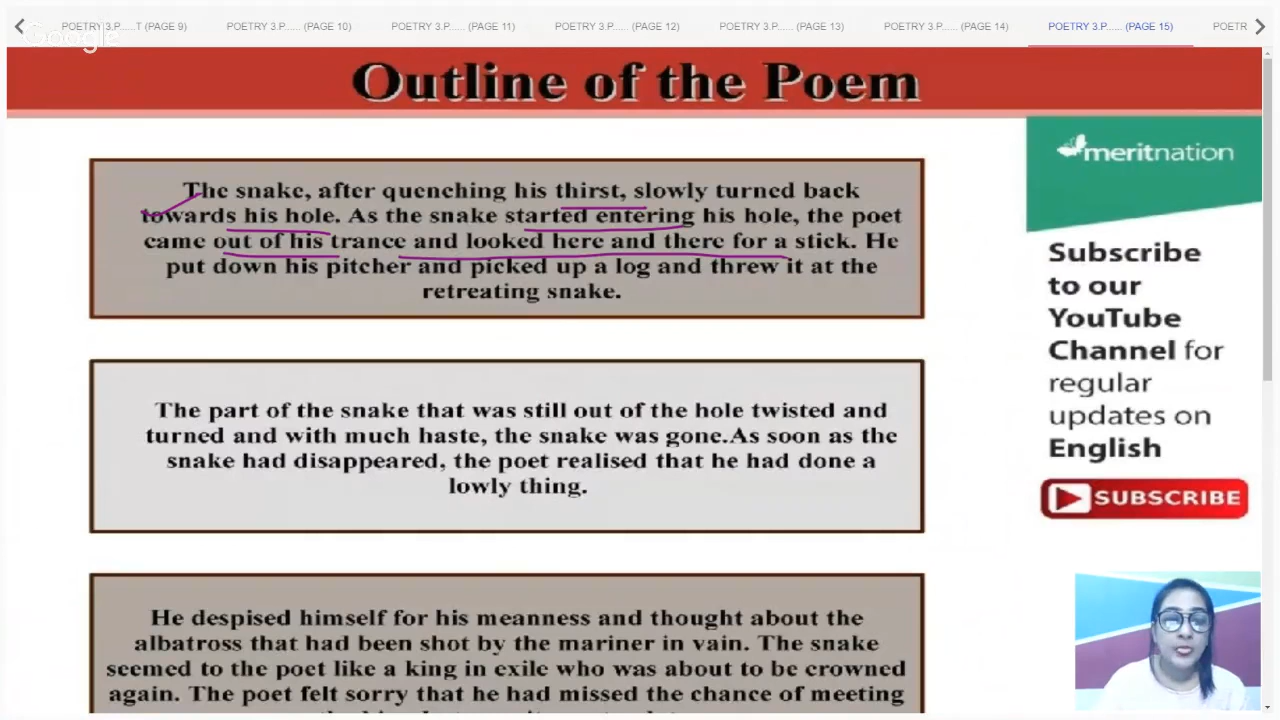 POETRY 3.P......T (PAGE 9)
POETRY 3.P...... (PAGE 10)
POETRY 3.P...... (PAGE 11)
POETRY 3.P...... (PAGE 12)
POETRY 3.P...... (PAGE 13)
POETRY 3.P...... (PAGE 14)
POETRY 3.P...... (PAGE 15)
POETR
Google
Outline of the Poem
The snake, after quenching his thirst, slowly turned back
towards his hole. As the snake started entering his hole, the poet
came out of his trance and looked here and there for a stick. He
put down his pitcher and picked up a log and threw it at the
retreating snake.
The part of the snake that was still out of the hole twisted and
turned and with much haste, the snake was gone.As soon as the
snake had disappeared, the poet realised that he had done a
lowly thing.
He despised himself for his meanness and thought about the
albatross that had been shot by the mariner in vain. The snake
seemed to the poet like a king in exile who was about to be crowned
again. The poet felt sorry that he had missed the chance of meeting
meritnation
Subscribe
to our
YouTube
Channel for
regular
updates on
English
SUBSCRIBE